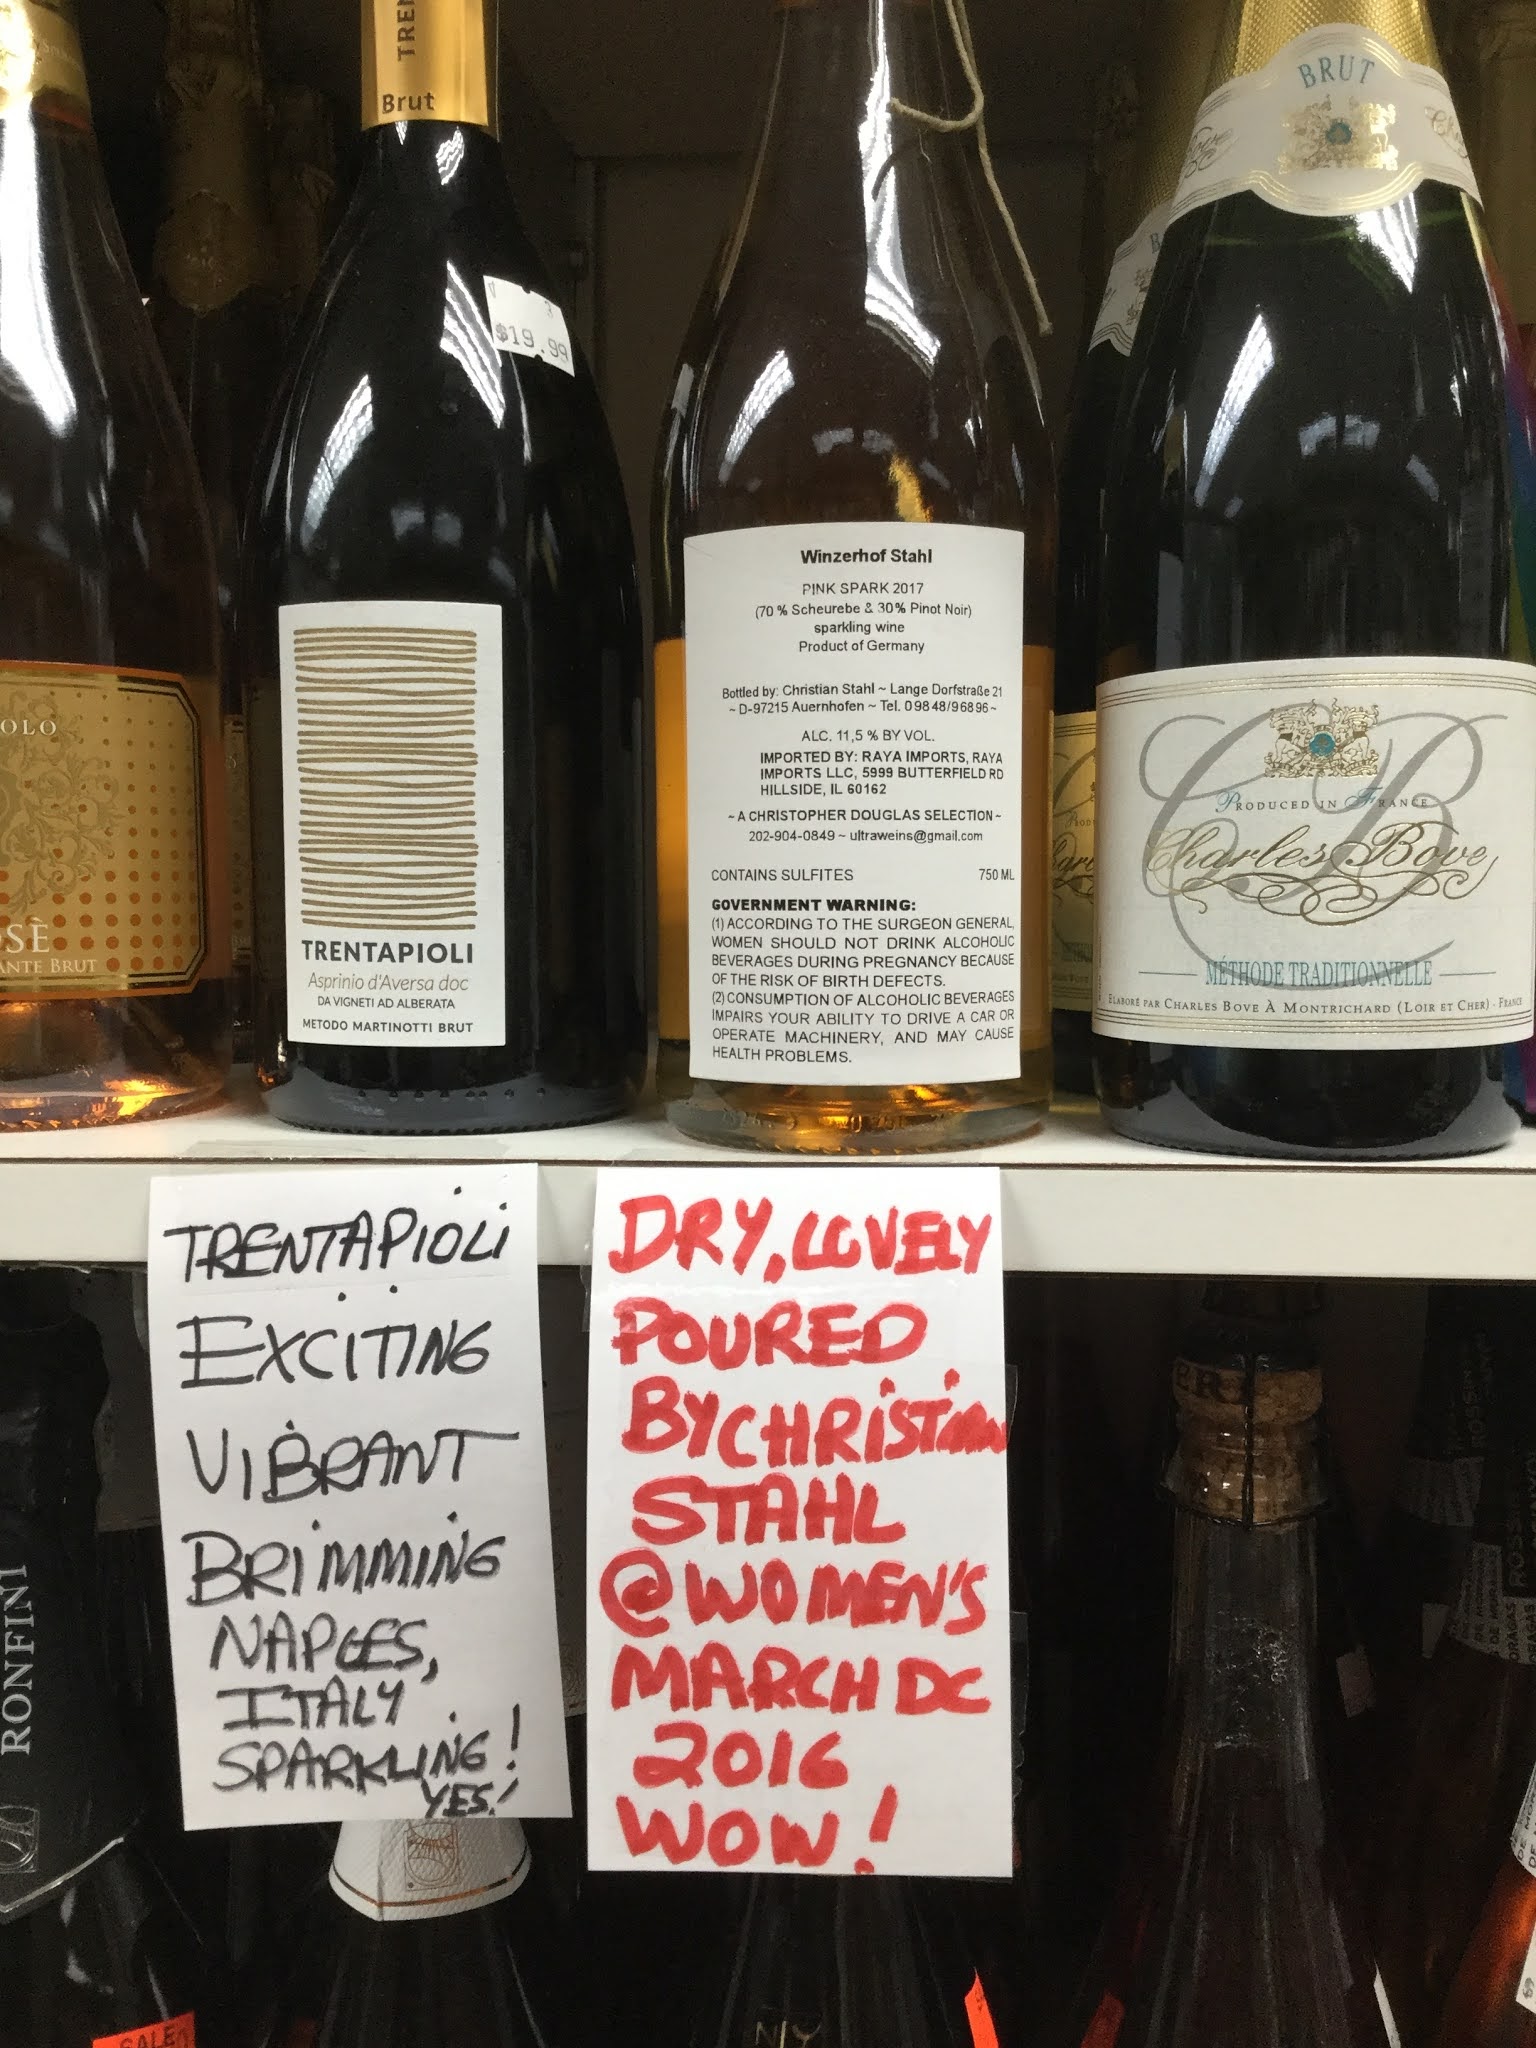 Brut
$19.99
TRENTAPIOLI
Asprinio d'Aversa doc
DA VIGNETI AD ALBERATA
METODO MARTINOTTI BRUT
Winzerhof Stahl
PINK SPARK 2017
(70 % Scheurebe & 30% Pinot Noir)
sparkling wine
Product of Germany
Bottled by: Christian Stahl ~ Lange Dorfstraße 21
~ D-97215 Auernhofen ~ Tel. 0 98 48/9 68 96 ~
ALC. 11,5 % BY VOL.
IMPORTED BY: RAYA IMPORTS, RAYA
IMPORTS LLC, 5999 BUTTERFIELD RD
HILLSIDE, IL 60162
~ A CHRISTOPHER DOUGLAS SELECTION ~
202-904-0849 ~ ultraweins@gmail.com
CONTAINS SULFITES 750 ML
GOVERNMENT WARNING:
(1) ACCORDING TO THE SURGEON GENERAL,
WOMEN SHOULD NOT DRINK ALCOHOLIC
BEVERAGES DURING PREGNANCY BECAUSE
OF THE RISK OF BIRTH DEFECTS.
(2) CONSUMPTION OF ALCOHOLIC BEVERAGES
IMPAIRS YOUR ABILITY TO DRIVE A CAR OR
OPERATE MACHINERY, AND MAY CAUSE
HEALTH PROBLEMS.
BRUT
PRODUCED IN FRANCE
Charles Bove
MÉTHODE TRADITIONNELLE
ELABORÉ PAR CHARLES BOVE À MONTRICHARD (LOIR ET CHER) - FRANCE
BRUT
TRENTAPIOLI
EXCITING
VIBRANT
BRIMMING
NAPLES,
ITALY
SPARKLING!
YES!
DRY, LOVELY
POURED
BY CHRISTIAN
STAHL
@ WOMEN'S
MARCH DC
2016
WOW!
RONFINI
SALE